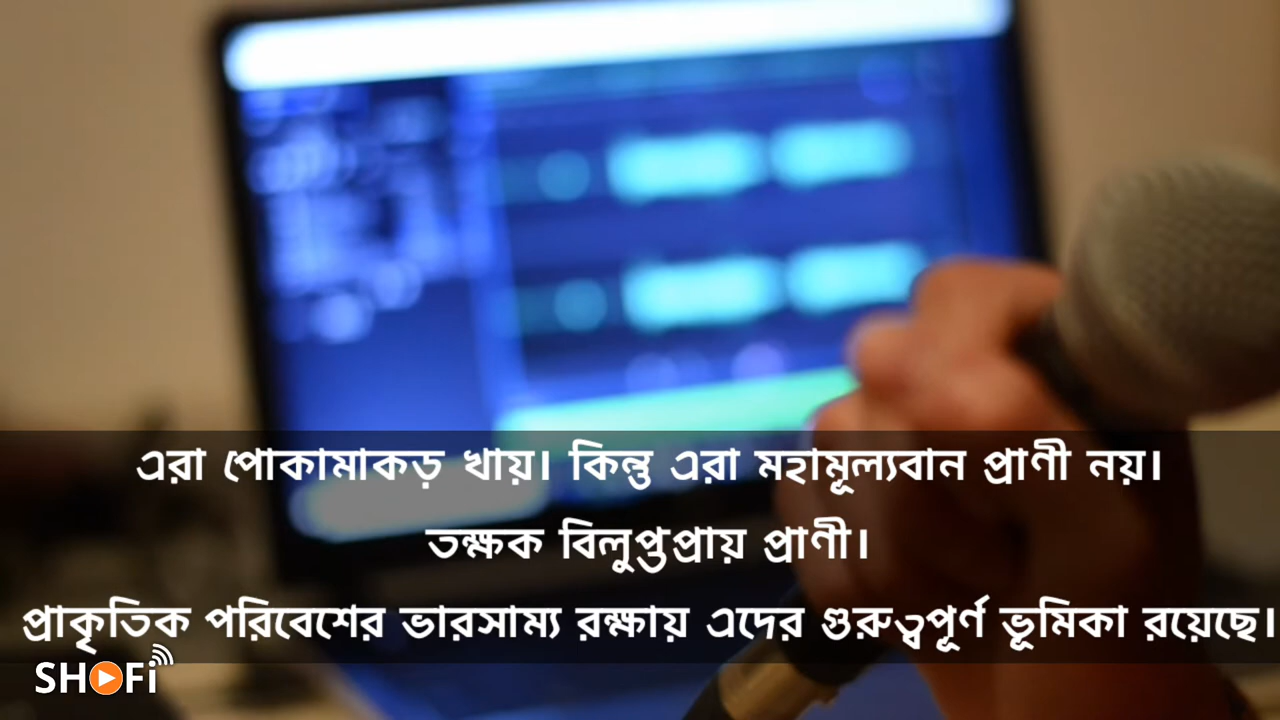 এরা পোকামাকড় খায়। কিন্তু এরা মহামূল্যবান প্রাণী নয়।
তক্ষক বিলুপ্তপ্রায় প্রাণী।
প্রাকৃতিক পরিবেশের ভারসাম্য রক্ষায় এদের গুরুত্বপূর্ণ ভূমিকা রয়েছে।
SHOFi